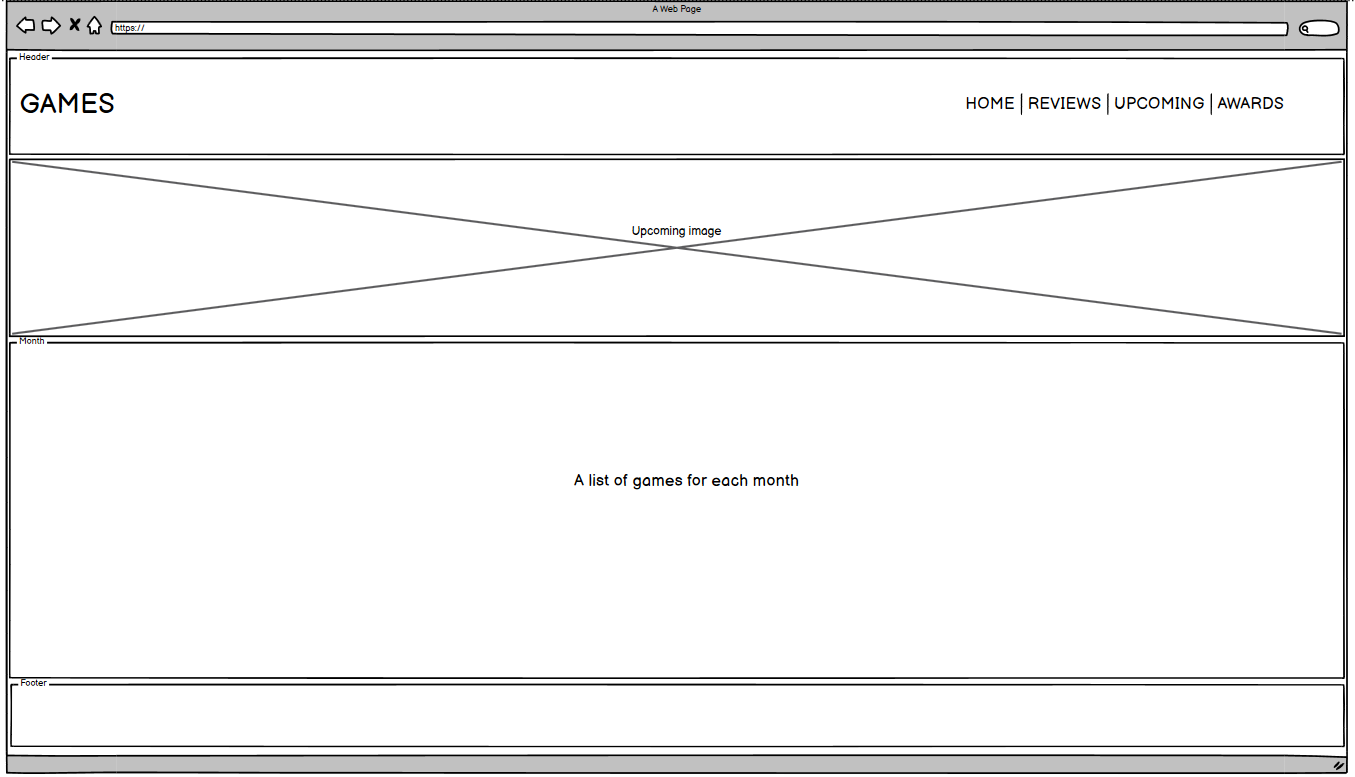 A Web Page
https://
Header
GAMES
HOME | REVIEWS | UPCOMING | AWARDS
Upcoming image
Month
A list of games for each month
Footer